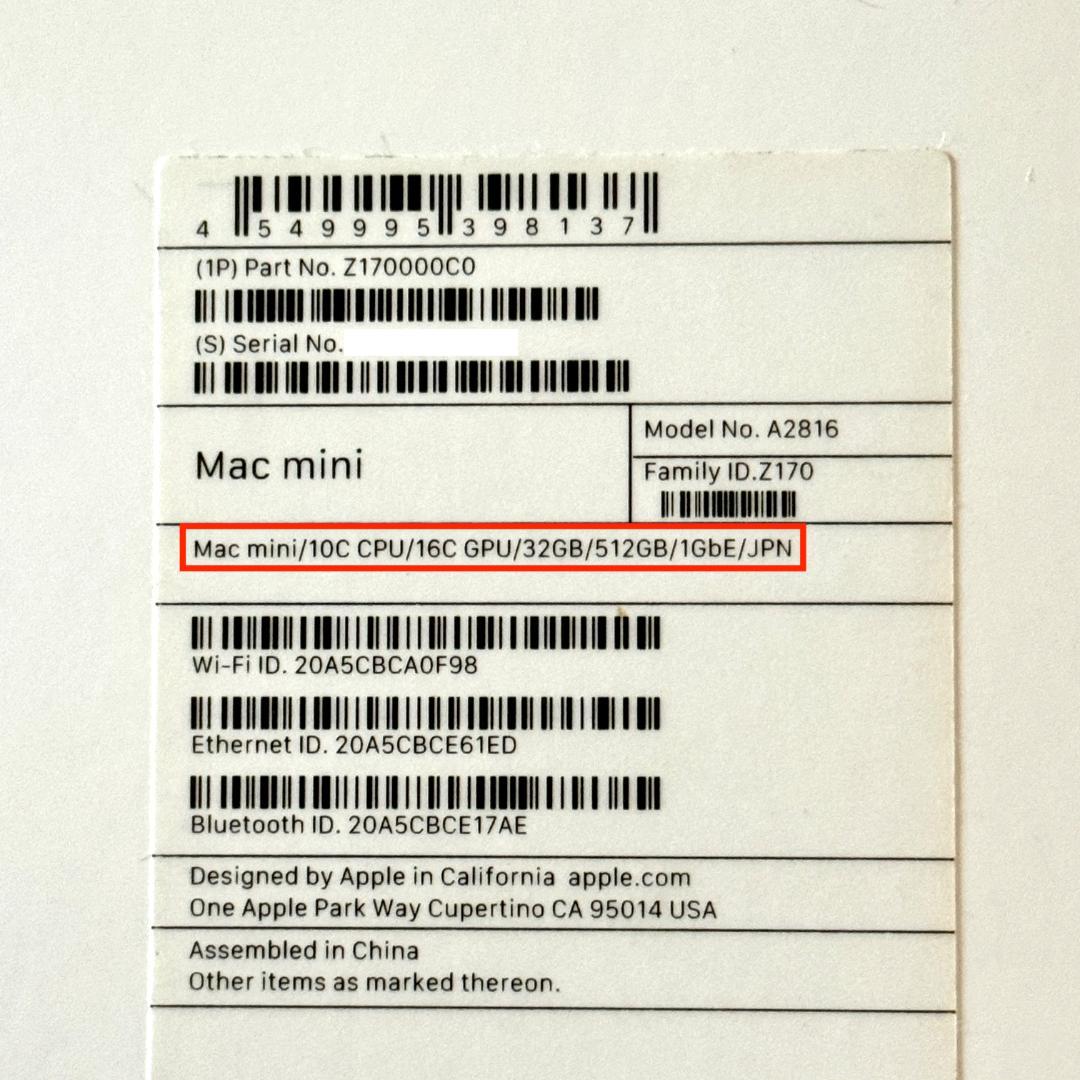 4 549995 398137
(1P) Part No. Z170000C0
(S) Serial No.
Mac mini
Model No. A2816
Family ID.Z170
Mac mini/10C CPU/16C GPU/32GB/512GB/1GbE/JPN
Wi-Fi ID. 20A5CBCA0F98
Ethernet ID. 20A5CBCE61ED
Bluetooth ID. 20A5CBCE17AE
Designed by Apple in California apple.com
One Apple Park Way Cupertino CA 95014 USA
Assembled in China
Other items as marked thereon.